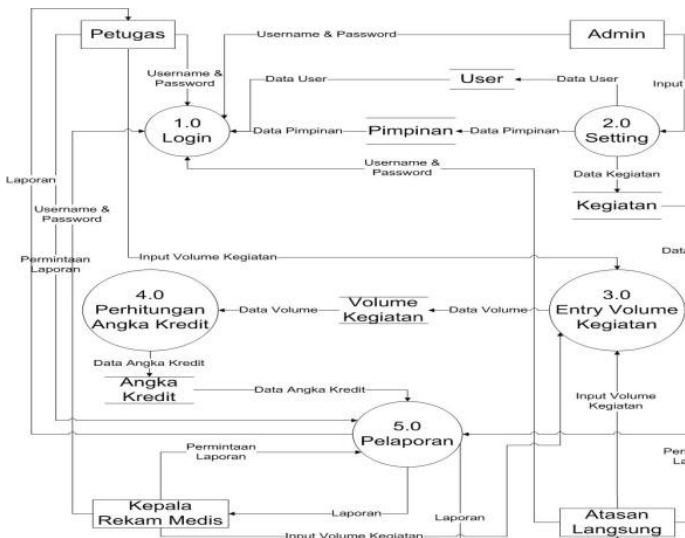 Petugas
Username & Password
Admin
User
Data User
Data User
Input
Username &
Password
1.0
Login
Data Pimpinan
Pimpinan
Data Pimpinan
2.0
Setting
Username &
Password
Data Kegiatan
Kegiatan
Laporan
Username &
Password
Permintaan
Laporan
Input Volume Kegiatan
4.0
Perhitungan
Angka Kredit
Data Volume
Volume
Kegiatan
Data Volume
3.0
Entry Volume
Kegiatan
Data Angka Kredit
Angka
Kredit
Data Angka Kredit
Input Volume
Kegiatan
5.0
Pelaporan
Permintaan
Laporan
Kepala
Rekam Medis
Laporan
Laporan
Input Volume Kegiatan
Atasan
Langsung